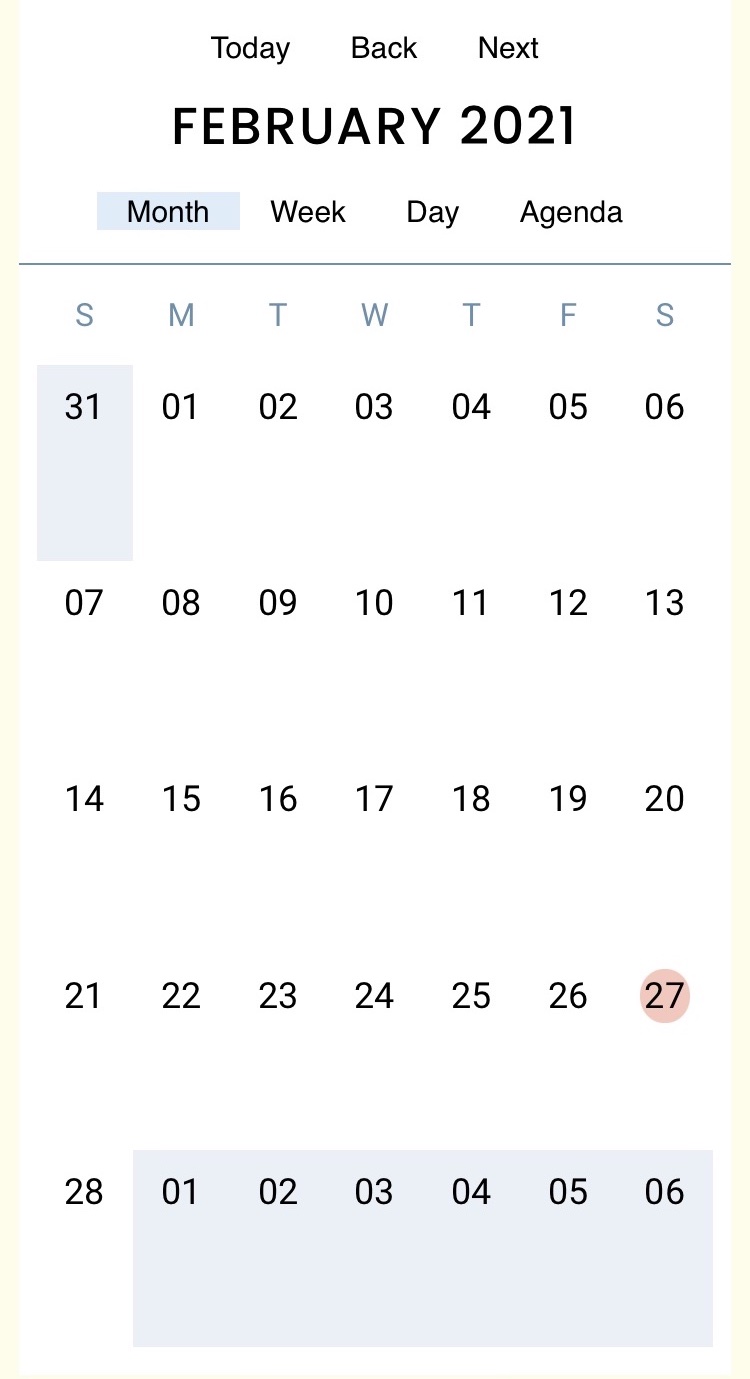 Today Back Next
FEBRUARY 2021
Month Week Day Agenda
S M T W T F S
31 01 02 03 04 05 06
07 08 09 10 11 12 13
14 15 16 17 18 19 20
21 22 23 24 25 26 27
28 01 02 03 04 05 06